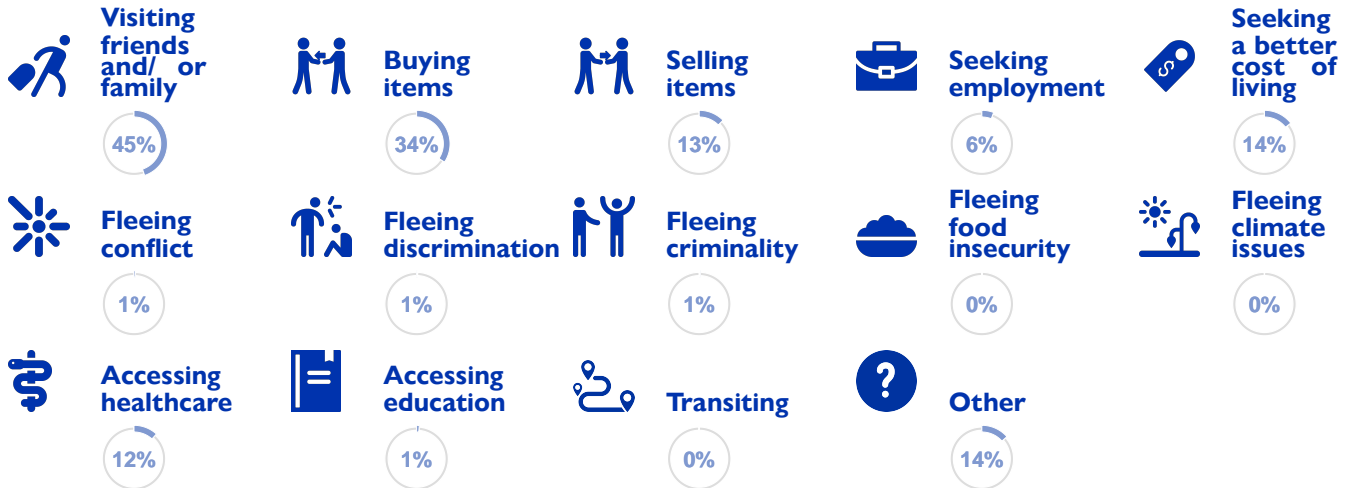 Visiting
friends
and/ or
family
45%
Buying
items
34%
Selling
items
13%
Seeking
employment
6%
$
Seeking
a better
cost of
living
14%
Fleeing
conflict
1%
Fleeing
discrimination
1%
Fleeing
criminality
1%
Fleeing
food
insecurity
0%
Fleeing
climate
issues
0%
Accessing
healthcare
12%
Accessing
education
1%
Transiting
0%
?
Other
14%